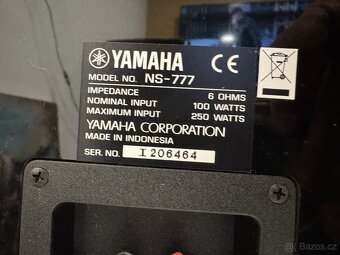 YAMAHA CE
MODEL NO. NS-777
IMPEDANCE 6 OHMS
NOMINAL INPUT 100 WATTS
MAXIMUM INPUT 250 WATTS
YAMAHA CORPORATION
MADE IN INDONESIA
SER. NO. I 206464
bazos.cz